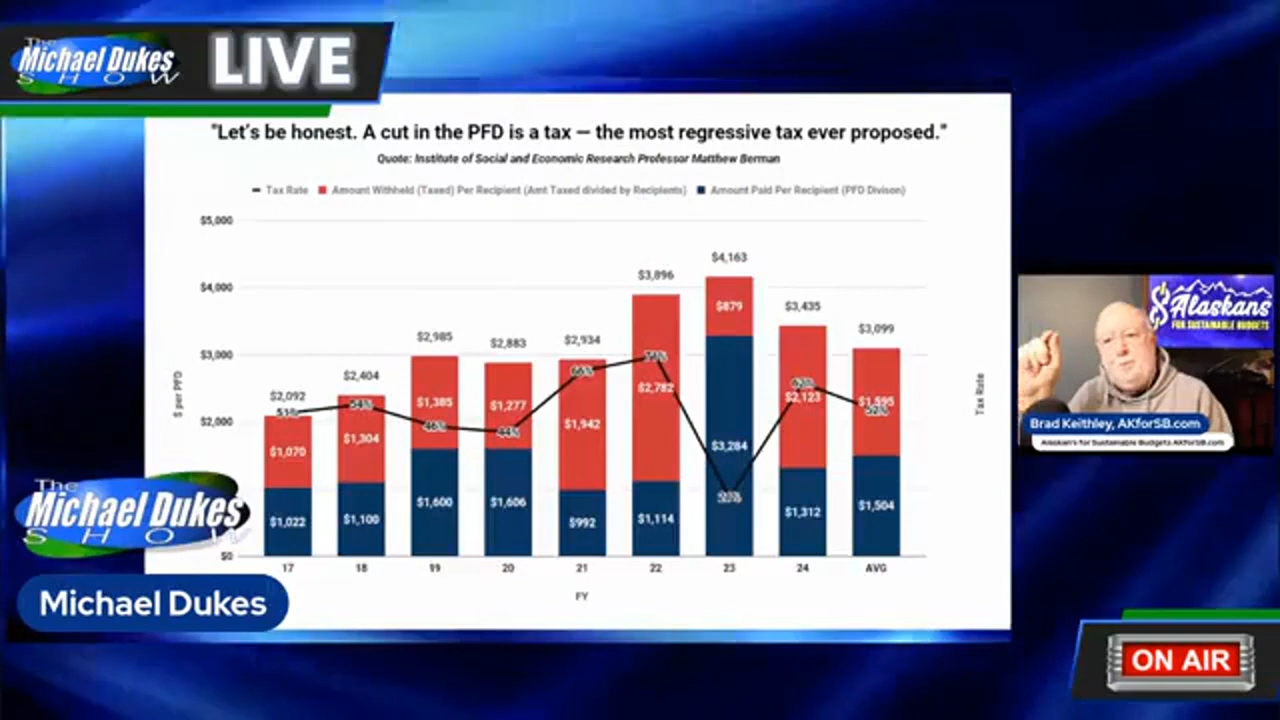 The
Michael Dukes
SHOW
LIVE
"Let's be honest. A cut in the PFD is a tax — the most regressive tax ever proposed."
Quote: Institute of Social and Economic Research Professor Matthew Berman
Tax Rate Amount Withheld (Taxed) Per Recipient (Amt Taxed divided by Recipients) Amount Paid Per Recipient (PFD Divison)
$5,000
$4,000
$3,000
$2,000
$0
$ per PFD
Tax Rate
$2,092
$2,404
$2,985
$2,883
$2,934
$3,896
$4,163
$3,435
$3,099
51%
54%
46%
44%
66%
$1,070
$1,304
$1,385
$1,277
$1,942
$2,782
$879
$2,123
$1,595
$1,022
$1,100
$1,600
$1,606
$992
$1,114
$3,284
$1,312
$1,504
17 18 19 20 21 22 23 24 AVG
FY
Alaskans
FOR SUSTAINABLE BUDGETS
Brad Keithley, AKforSB.com
Alaskan's for Sustainable Budgets AKforSB.com
The
Michael Dukes
SHOW
Michael Dukes
ON AIR